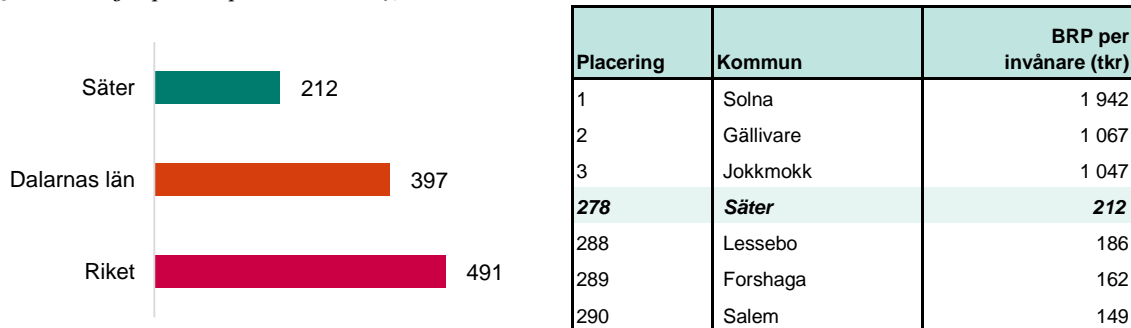 Säter 212
Dalarnas län 397
Riket 491
BRP per
Placering Kommun invånare (tkr)
1 Solna 1 942
2 Gällivare 1 067
3 Jokkmokk 1 047
278 Säter 212
288 Lessebo 186
289 Forshaga 162
290 Salem 149